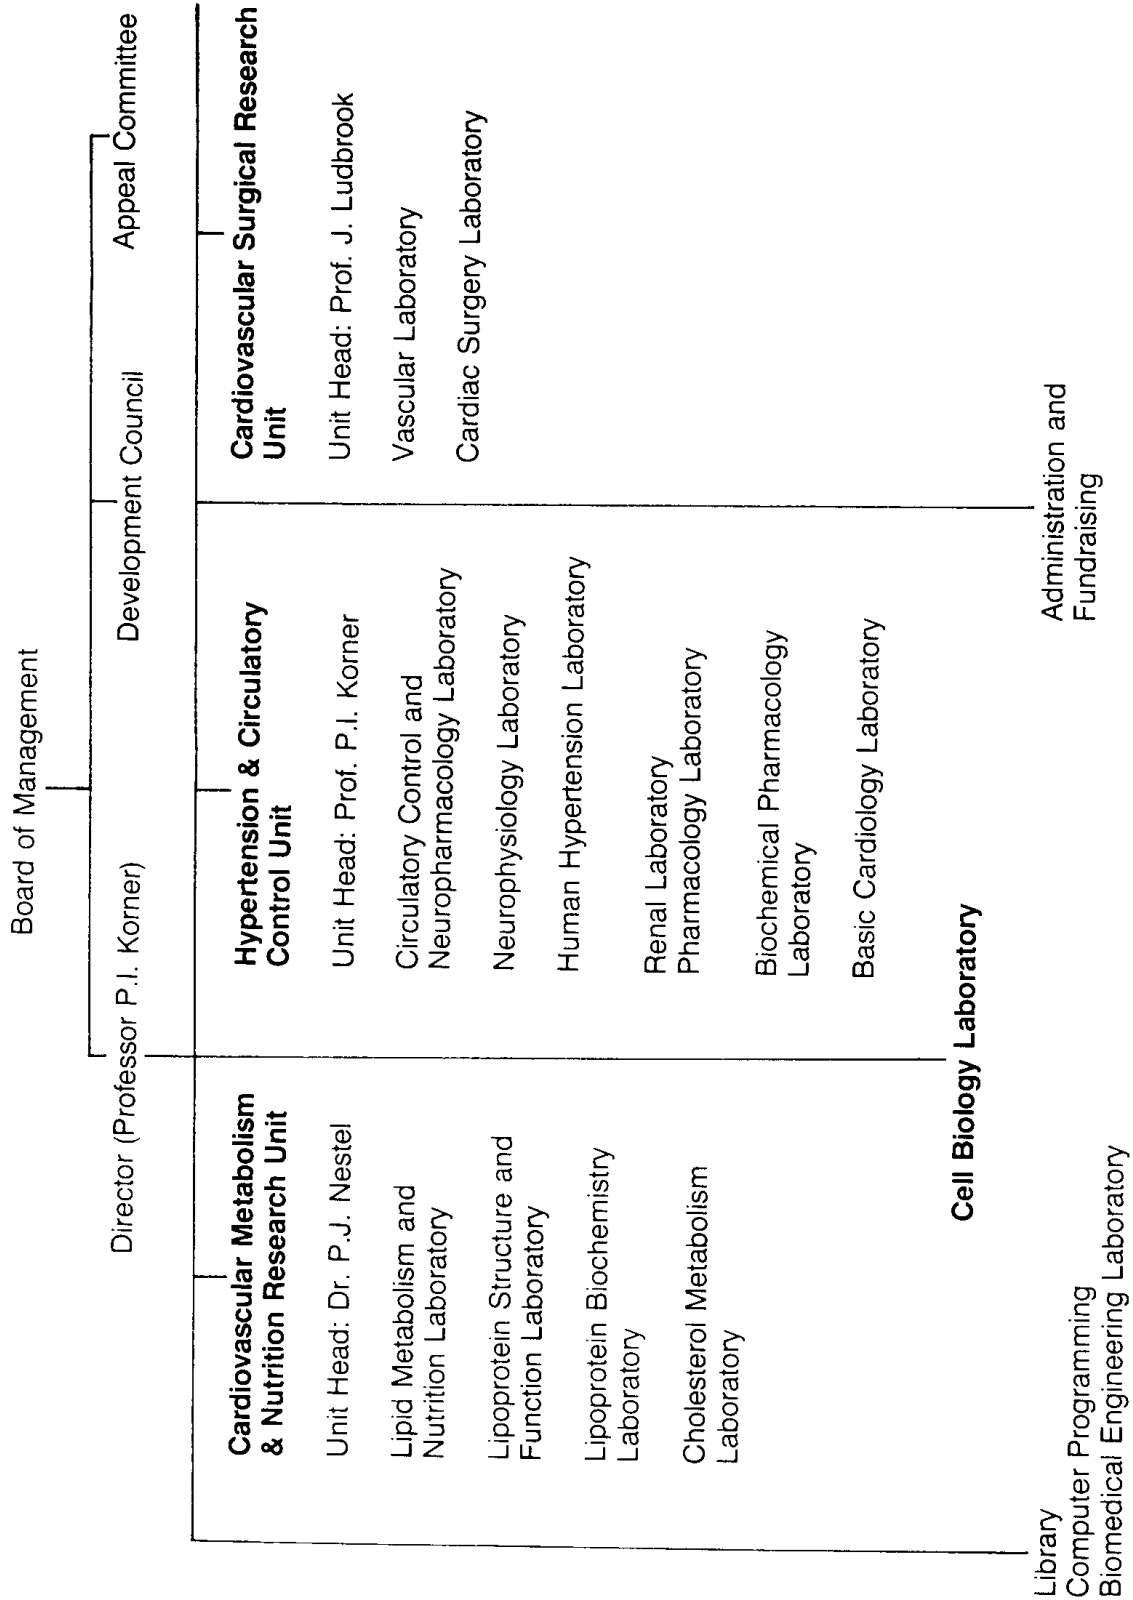 Board of Management
Director (Professor P.I. Korner)
Development Council
Appeal Committee
Cardiovascular Metabolism
& Nutrition Research Unit
Unit Head: Dr. P.J. Nestel
Lipid Metabolism and
Nutrition Laboratory
Lipoprotein Structure and
Function Laboratory
Lipoprotein Biochemistry
Laboratory
Cholesterol Metabolism
Laboratory
Hypertension & Circulatory
Control Unit
Unit Head: Prof. P.I. Korner
Circulatory Control and
Neuropharmacology Laboratory
Neurophysiology Laboratory
Human Hypertension Laboratory
Renal Laboratory
Pharmacology Laboratory
Biochemical Pharmacology
Laboratory
Basic Cardiology Laboratory
Cardiovascular Surgical Research
Unit
Unit Head: Prof. J. Ludbrook
Vascular Laboratory
Cardiac Surgery Laboratory
Cell Biology Laboratory
Library
Computer Programming
Biomedical Engineering Laboratory
Administration and
Fundraising